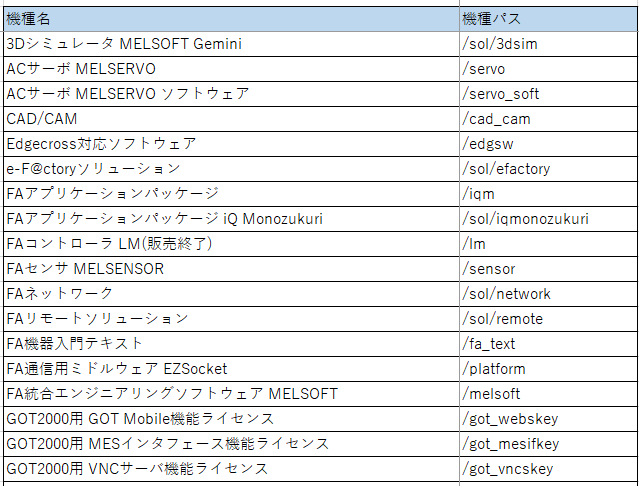 機種名 機種パス
3Dシミュレータ MELSOFT Gemini /sol/3dsim
ACサーボ MELSERVO /servo
ACサーボ MELSERVO ソフトウェア /servo_soft
CAD/CAM /cad_cam
Edgecross対応ソフトウェア /edgsw
e-F@ctoryソリューション /sol/efactory
FAアプリケーションパッケージ /iqm
FAアプリケーションパッケージ iQ Monozukuri /sol/iqmonozukuri
FAコントローラ LM(販売終了) /lm
FAセンサ MELSENSOR /sensor
FAネットワーク /sol/network
FAリモートソリューション /sol/remote
FA機器入門テキスト /fa_text
FA通信用ミドルウェア EZSocket /platform
FA統合エンジニアリングソフトウェア MELSOFT /melsoft
GOT2000用 GOT Mobile機能ライセンス /got_webskey
GOT2000用 MESインタフェース機能ライセンス /got_mesifkey
GOT2000用 VNCサーバ機能ライセンス /got_vncskey